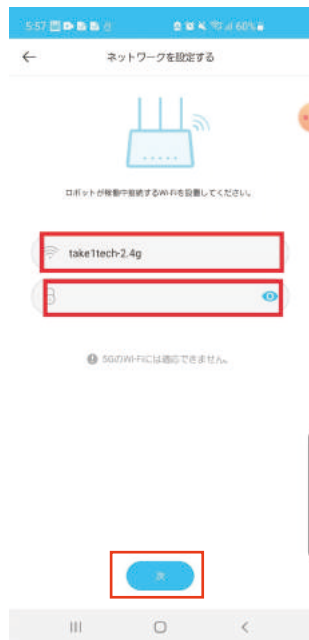 5:57 60%
ネットワークを設定する
ロボットが稼働中接続するWi-Fiを設置してください。
take1tech-2.4g
5GのWI-FIには適応できません。
次